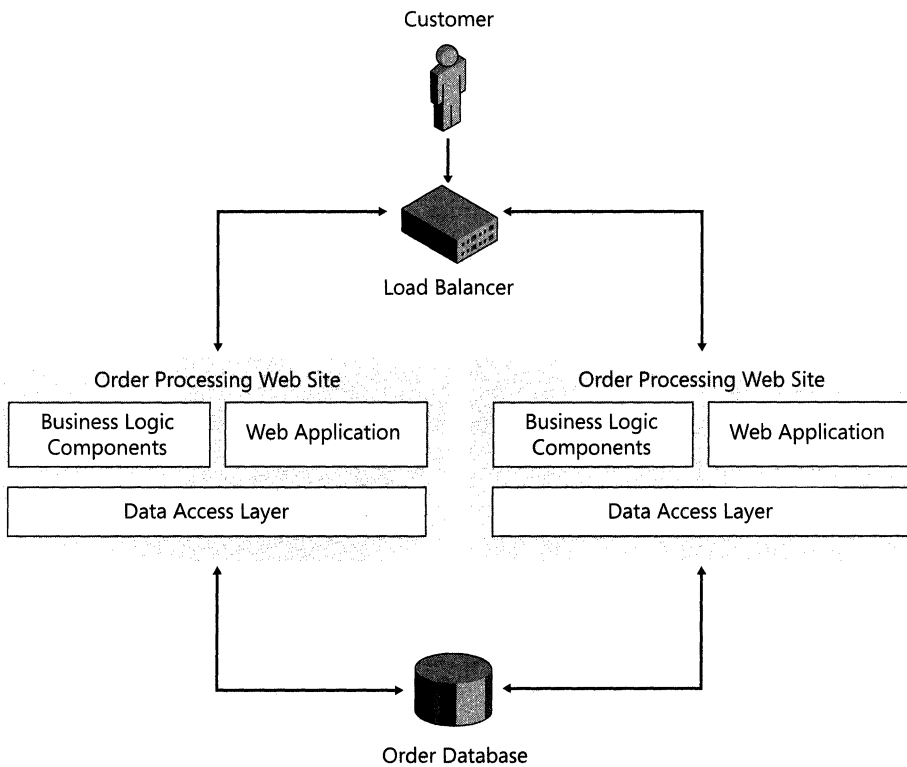 Customer
Load Balancer
Order Processing Web Site
Business Logic
Components
Web Application
Data Access Layer
Order Processing Web Site
Business Logic
Components
Web Application
Data Access Layer
Order Database